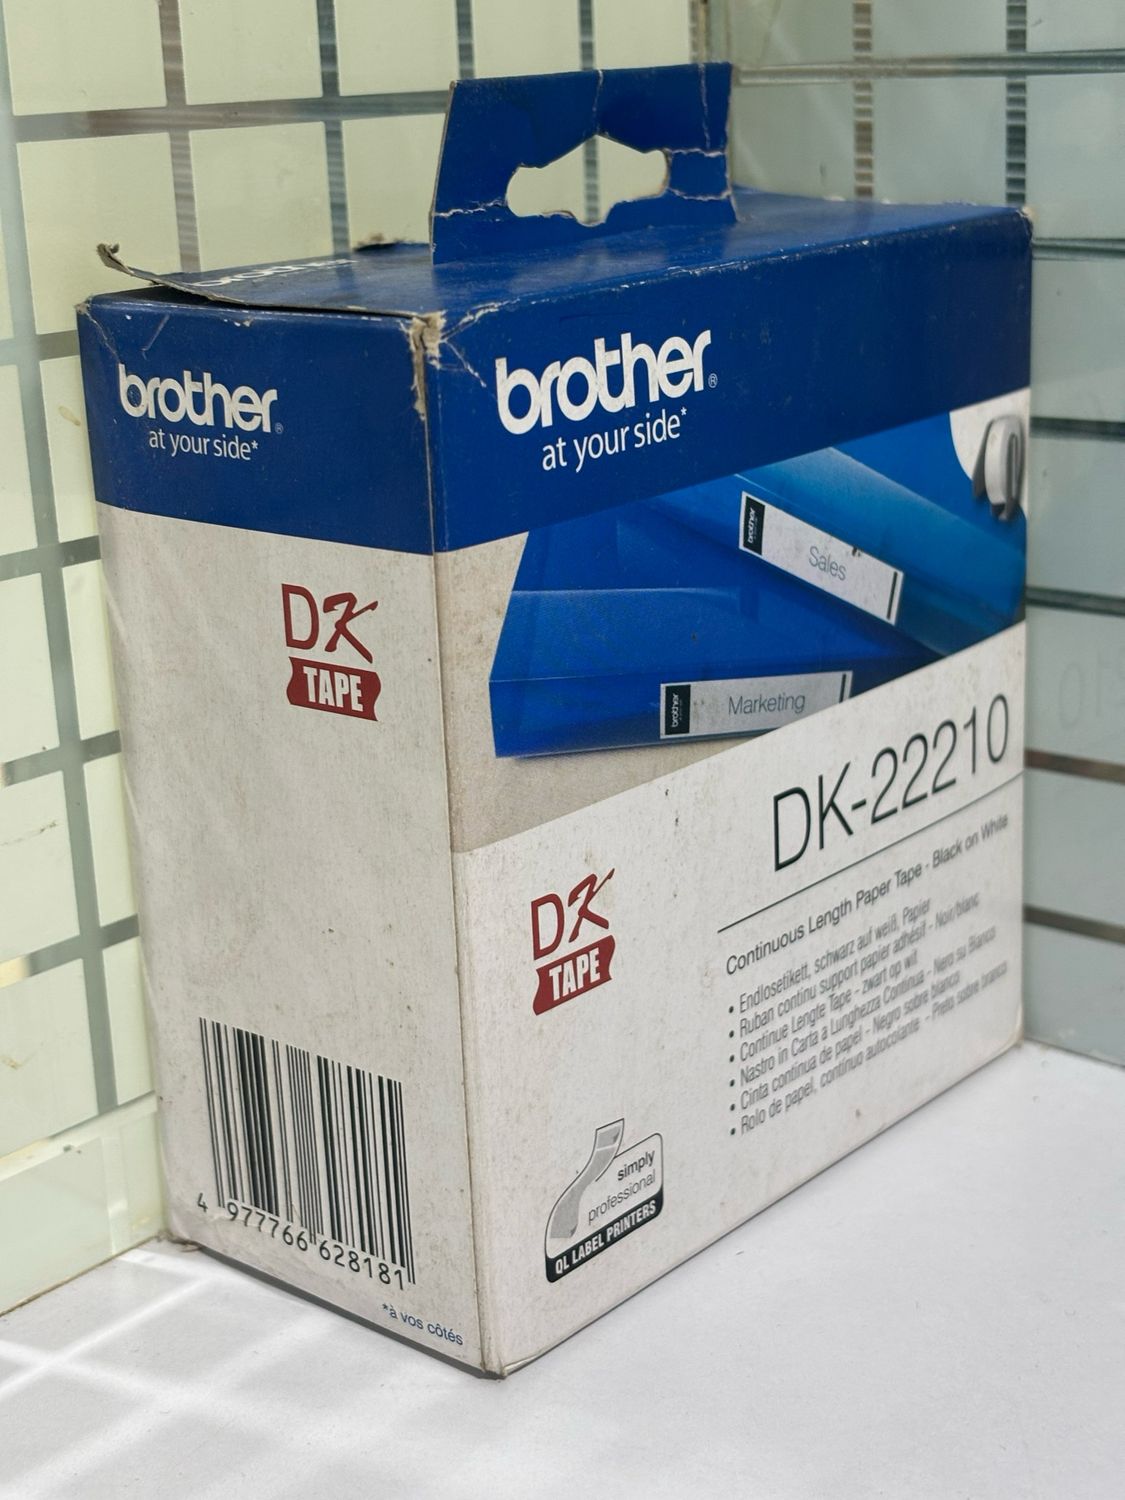 brother
at your side*
DK
TAPE
4 977766 628181
*à vos côtés
brother®
at your side*
brother
Sales
brother
Marketing
DK-22210
Continuous Length Paper Tape - Black on White
• Endlosetikett, schwarz auf weiß, Papier
• Ruban continu support papier adhésif - Noir/blanc
• Continue Lengte Tape - zwart op wit
• Nastro in Carta a Lunghezza Continua - Nero su Bianco
• Cinta continua de papel - Negro sobre blanco
• Rolo de papel, contínuo autocolante - Preto sobre branco
DK
TAPE
simply
professional
QL LABEL PRINTERS